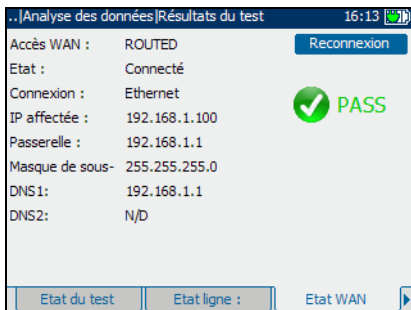 ..|Analyse des données|Résultats du test 16:13
Accès WAN : ROUTED Reconnexion
Etat : Connecté
Connexion : Ethernet
PASS
IP affectée : 192.168.1.100
Passerelle : 192.168.1.1
Masque de sous- 255.255.255.0
DNS1: 192.168.1.1
DNS2: N/D
Etat du test Etat ligne : Etat WAN